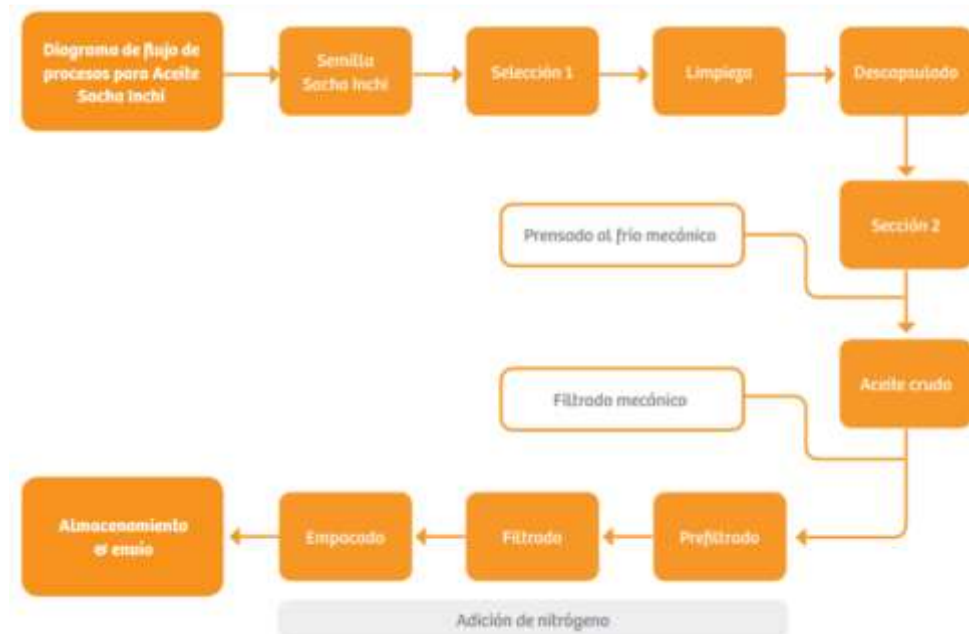 Diagrama de flujo de
procesos para Aceite
Sacha Inchi
Semilla
Sacha Inchi
Selección 1
Limpieza
Descapsulado
Sección 2
Prensado al frío mecánico
Aceite crudo
Filtrado mecánico
Prefiltrado
Filtrado
Empacado
Almacenamiento
& envío
Adición de nitrógeno